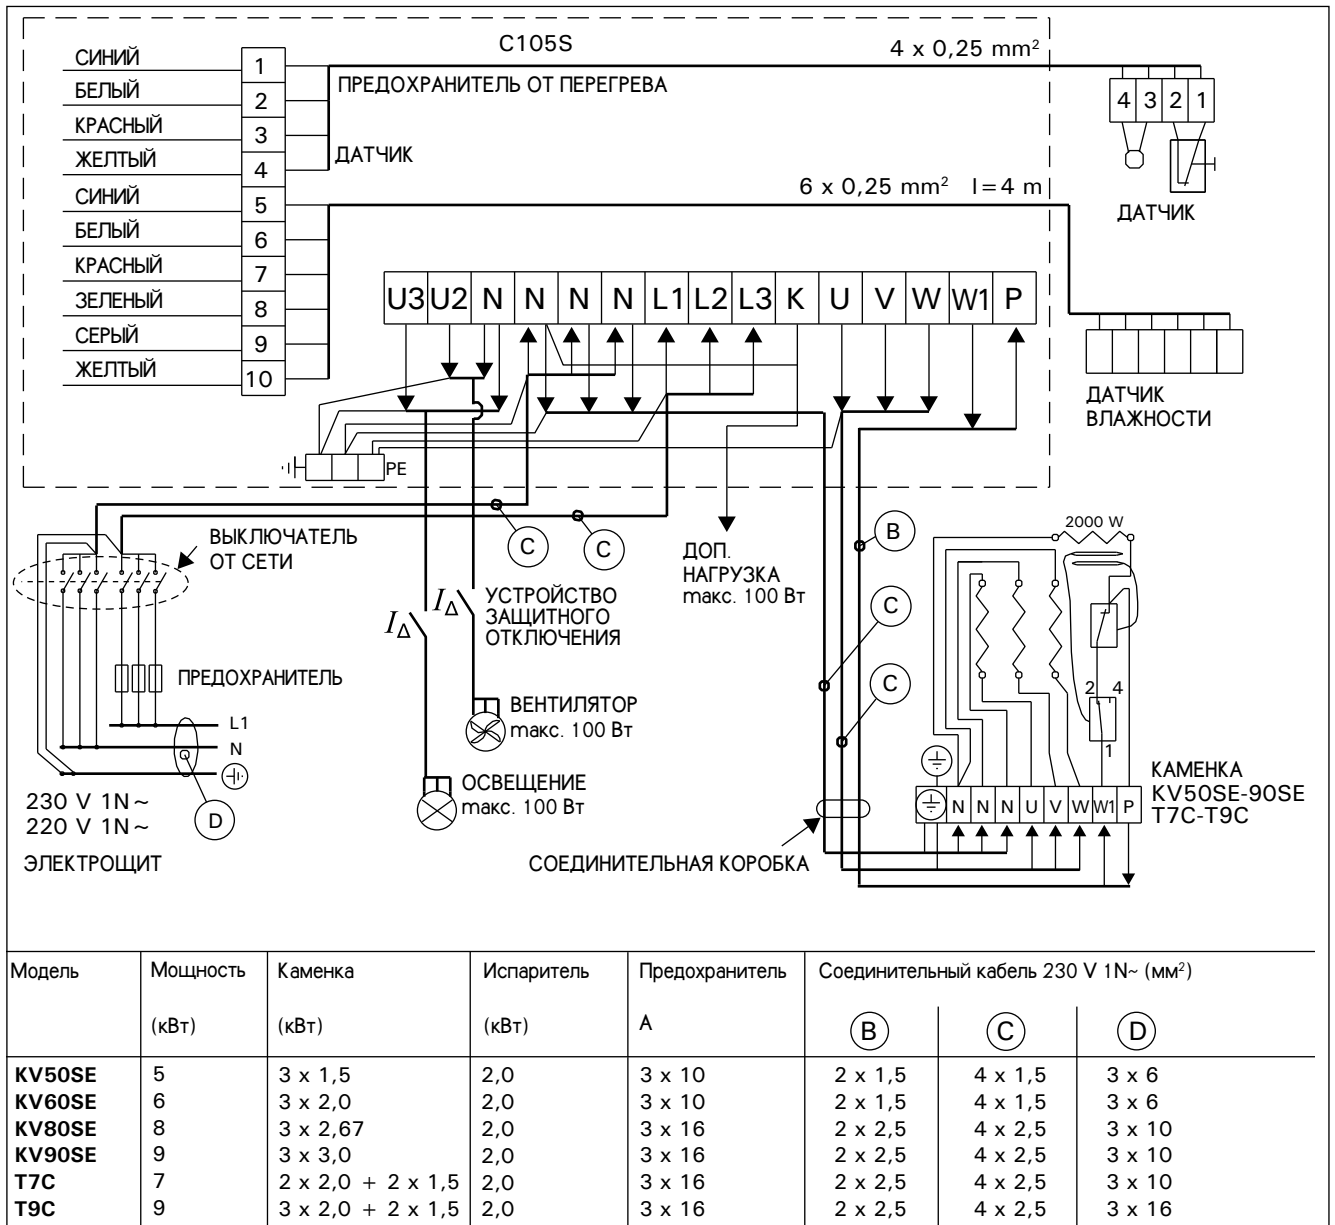 C105S
4 x 0,25 mm²
СИНИЙ 1
БЕЛЫЙ 2
КРАСНЫЙ 3
ЖЕЛТЫЙ 4
СИНИЙ 5
БЕЛЫЙ 6
КРАСНЫЙ 7
ЗЕЛЕНЫЙ 8
СЕРЫЙ 9
ЖЕЛТЫЙ 10
ПРЕДОХРАНИТЕЛЬ ОТ ПЕРЕГРЕВА
ДАТЧИК
4 3 2 1
ДАТЧИК
6 x 0,25 mm² l=4 m
U3 U2 N N N N L1 L2 L3 K U V W W1 P
ДАТЧИК
ВЛАЖНОСТИ
PE
ВЫКЛЮЧАТЕЛЬ
ОТ СЕТИ
C
C
I∆
I∆
УСТРОЙСТВО
ЗАЩИТНОГО
ОТКЛЮЧЕНИЯ
ДОП.
НАГРУЗКА
макс. 100 Вт
B
C
C
2000 W
2 4
1
ПРЕДОХРАНИТЕЛЬ
L1
N
D
230 V 1N~
220 V 1N~
ЭЛЕКТРОЩИТ
ВЕНТИЛЯТОР
макс. 100 Вт
ОСВЕЩЕНИЕ
макс. 100 Вт
СОЕДИНИТЕЛЬНАЯ КОРОБКА
N N N U V W W1 P
КАМЕНКА
KV50SE-90SE
T7C-T9C
Модель Мощность Каменка Испаритель Предохранитель Соединительный кабель 230 V 1N~ (мм²)
(кВт) (кВт) (кВт) А B C D
KV50SE 5 3 x 1,5 2,0 3 x 10 2 x 1,5 4 x 1,5 3 x 6
KV60SE 6 3 x 2,0 2,0 3 x 10 2 x 1,5 4 x 1,5 3 x 6
KV80SE 8 3 x 2,67 2,0 3 x 16 2 x 2,5 4 x 2,5 3 x 10
KV90SE 9 3 x 3,0 2,0 3 x 16 2 x 2,5 4 x 2,5 3 x 10
T7C 7 2 x 2,0 + 2 x 1,5 2,0 3 x 16 2 x 2,5 4 x 2,5 3 x 10
T9C 9 3 x 2,0 + 2 x 1,5 2,0 3 x 16 2 x 2,5 4 x 2,5 3 x 16